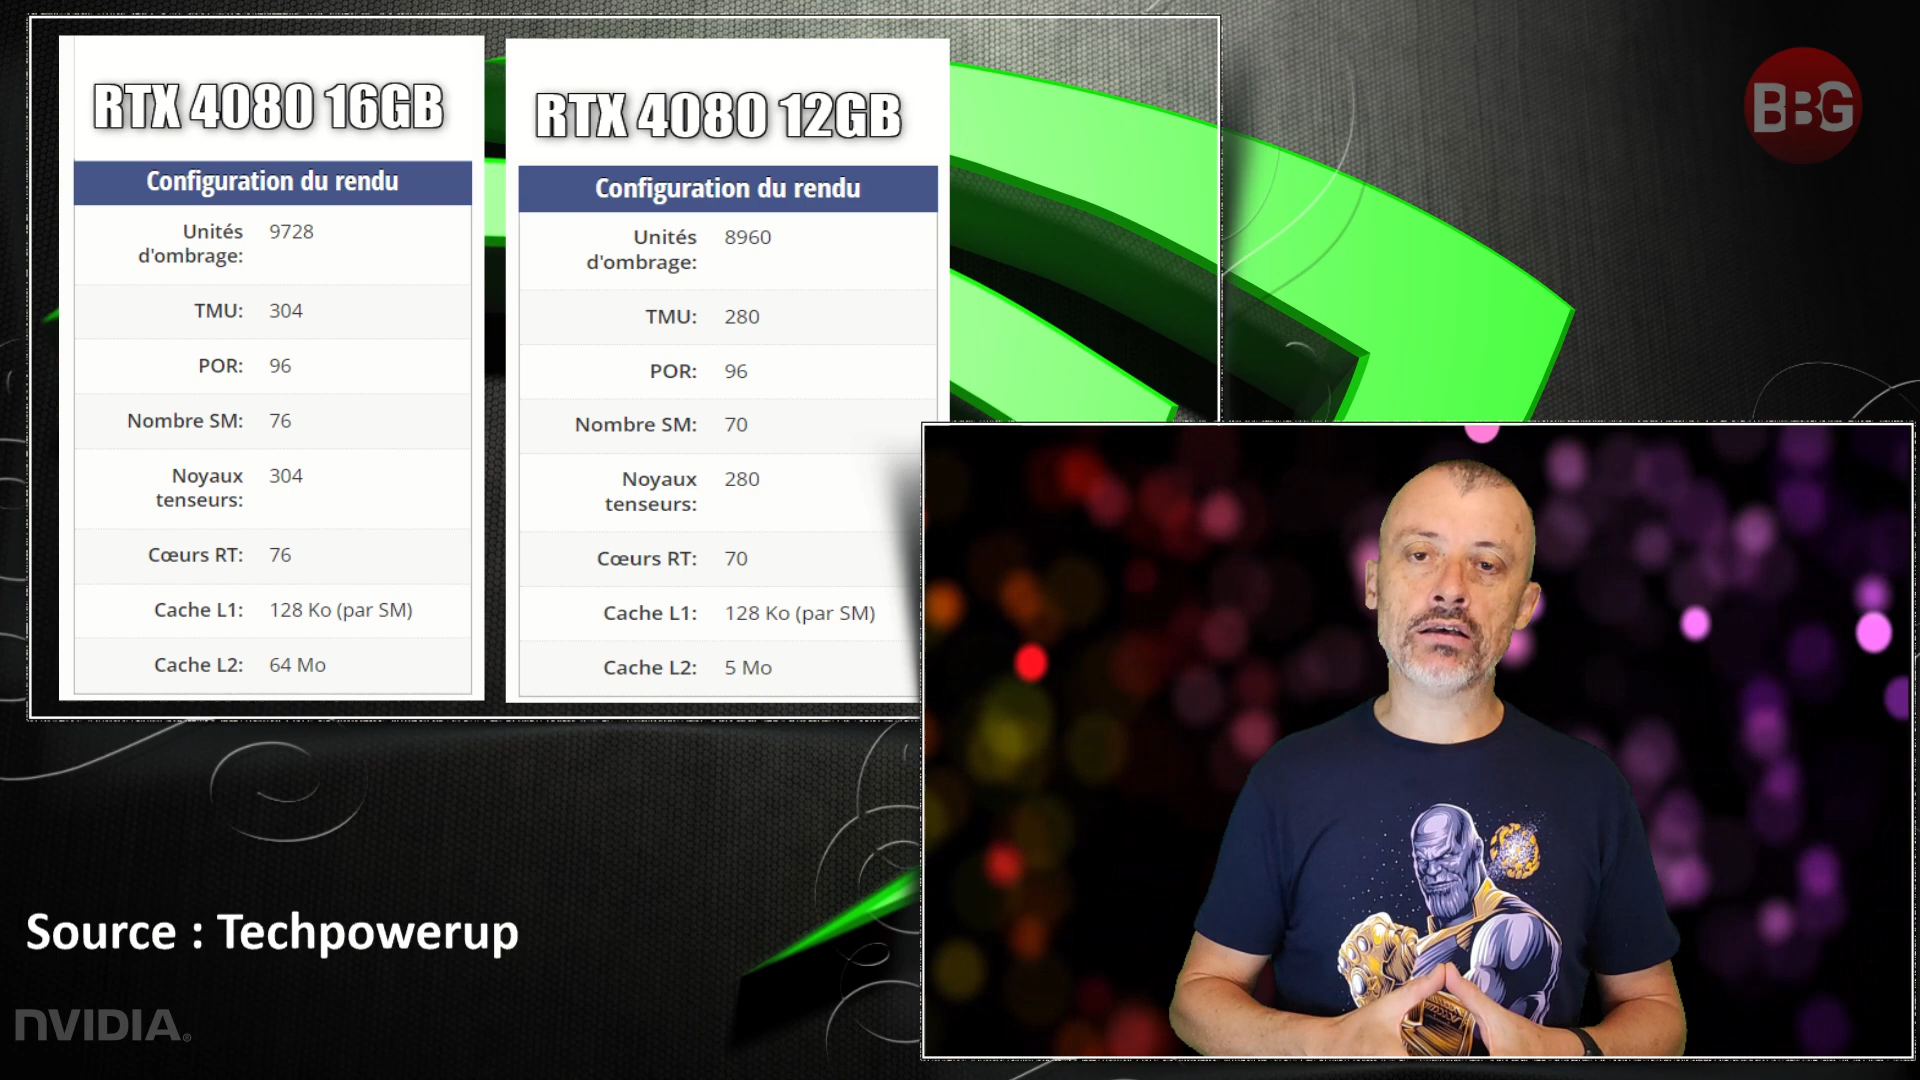 RTX 4080 16GB
Configuration du rendu
Unités
d'ombrage: 9728
TMU: 304
POR: 96
Nombre SM: 76
Noyaux
tenseurs: 304
Cœurs RT: 76
Cache L1: 128 Ko (par SM)
Cache L2: 64 Mo
RTX 4080 12GB
Configuration du rendu
Unités
d'ombrage: 8960
TMU: 280
POR: 96
Nombre SM: 70
Noyaux
tenseurs: 280
Cœurs RT: 70
Cache L1: 128 Ko (par SM)
Cache L2: 5 Mo
BBG
Source : Techpowerup
NVIDIA®